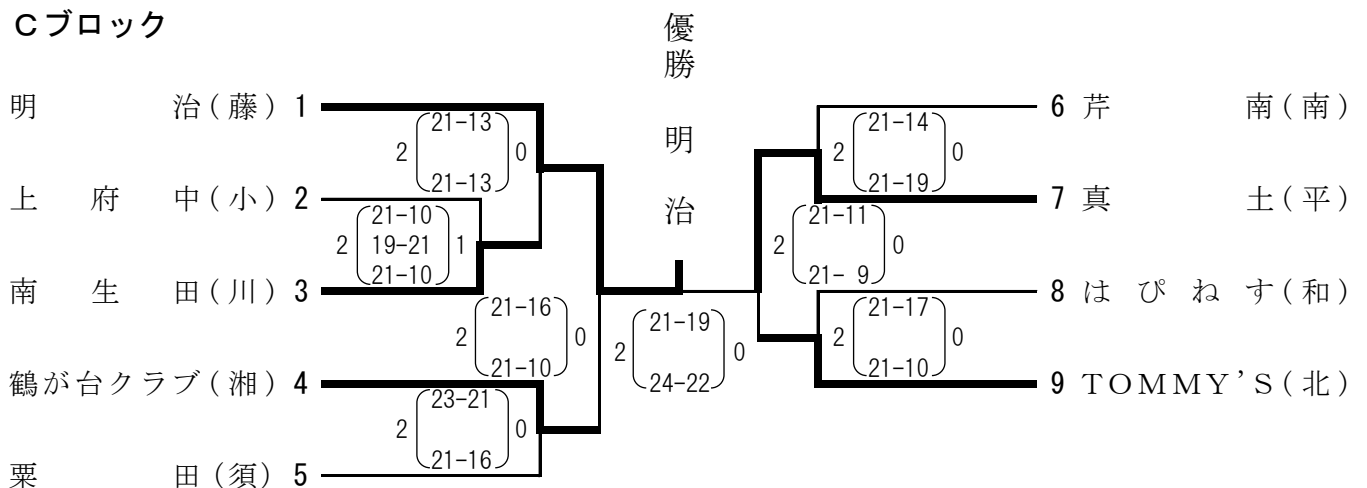 Cブロック
優勝 明治
明治(藤) 1
21-13
2 0
21-13
上府中(小) 2
21-10
2 19-21 1
21-10
南生田(川) 3
21-16
2 0
21-10
鶴が台クラブ(湘) 4
23-21
2 0
21-16
粟田(須) 5
21-19
2 0
24-22
6 芹南(南)
21-14
2 0
21-19
7 真土(平)
21-11
2 0
21- 9
8 はぴねす(和)
21-17
2 0
21-10
9 TOMMY'S(北)